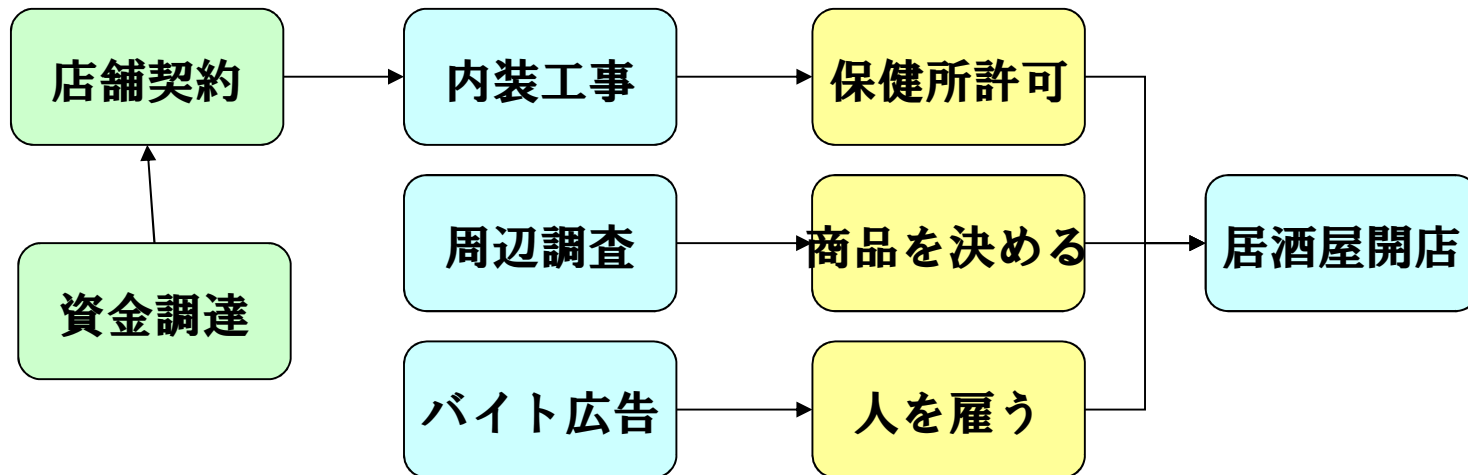 店舗契約
内装工事
保健所許可
周辺調査
商品を決める
居酒屋開店
資金調達
バイト広告
人を雇う